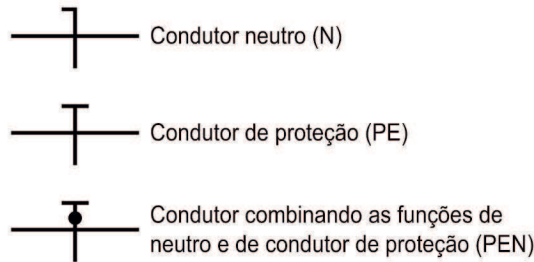 Condutor neutro (N)
Condutor de proteção (PE)
Condutor combinando as funções de
neutro e de condutor de proteção (PEN)